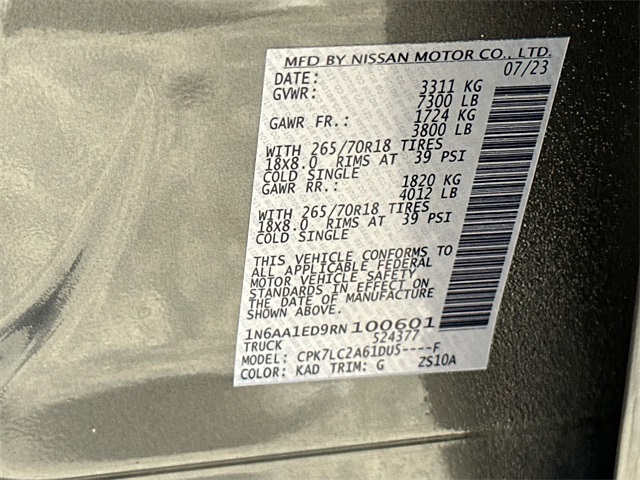 MFD BY NISSAN MOTOR CO., LTD.
DATE: 07/23
GVWR: 3311 KG
7300 LB
GAWR FR.: 1724 KG
3800 LB
WITH 265/70R18 TIRES
18X8.0 RIMS AT 39 PSI
COLD SINGLE
GAWR RR.: 1820 KG
4012 LB
WITH 265/70R18 TIRES
18X8.0 RIMS AT 39 PSI
COLD SINGLE
THIS VEHICLE CONFORMS TO
ALL APPLICABLE FEDERAL
MOTOR VEHICLE SAFETY
STANDARDS IN EFFECT ON
THE DATE OF MANUFACTURE
SHOWN ABOVE.
1N6AA1ED9RN100601
TRUCK S24377
MODEL: CPK7LC2A61DU5----F
COLOR: KAD TRIM: G ZS10A